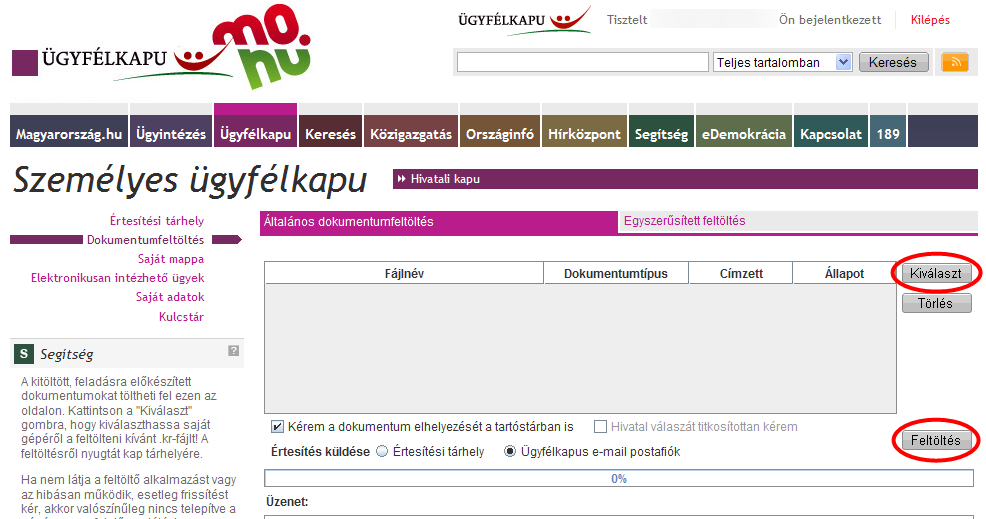 ÜGYFÉLKAPU
mo.hu
ÜGYFÉLKAPU
Tisztelt Ön bejelentkezett
Kilépés
Teljes tartalomban
Keresés
Magyarország.hu
Ügyintézés
Ügyfélkapu
Keresés
Közigazgatás
Országinfó
Hírközpont
Segítség
eDemokrácia
Kapcsolat
189
Személyes ügyfélkapu
Hivatali kapu
Értesítési tárhely
Dokumentumfeltöltés
Saját mappa
Elektronikusan intézhető ügyek
Saját adatok
Kulcstár
S Segítség ?
A kitöltött, feladásra előkészített
dokumentumokat töltheti fel ezen az
oldalon. Kattintson a "Kiválaszt"
gombra, hogy kiválaszthassa saját
gépéről a feltölteni kívánt .kr-fájlt! A
feltöltésről nyugtát kap tárhelyére.
Ha nem látja a feltöltő alkalmazást vagy
az hibásan működik, esetleg frissítést
kér, akkor valószínűleg nincs telepítve a
Általános dokumentumfeltöltés
Egyszerűsített feltöltés
Fájlnév
Dokumentumtípus
Címzett
Állapot
Kiválaszt
Törlés
Kérem a dokumentum elhelyezését a tartóstárban is
Hivatal válaszát titkosítottan kérem
Feltöltés
Értesítés küldése
Értesítési tárhely
Ügyfélkapus e-mail postafiók
0%
Üzenet: